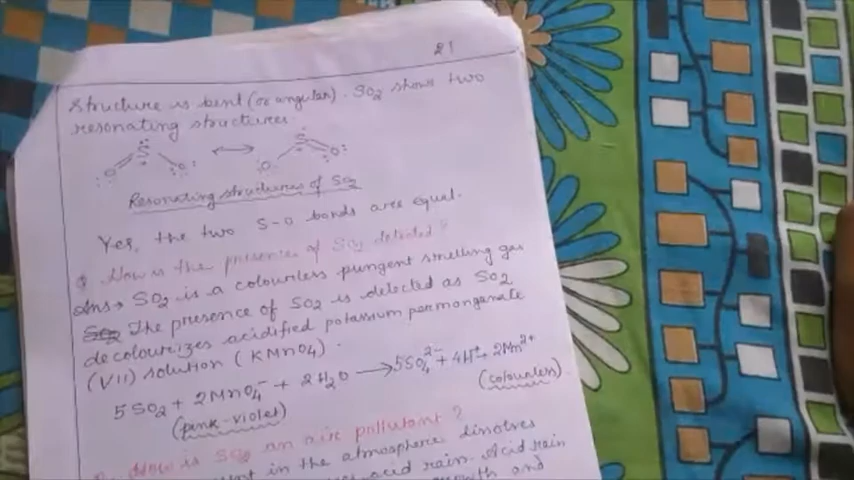 21
Structure is bent (or angular). SO2 shows two
resonating structures.
Resonating structures of SO2
Yes, the two S-O bonds are equal.
Q. How is the presence of SO2 detected?
Ans → SO2 is a colourless pungent smelling gas
The presence of SO2 is detected as SO2
decolourizes acidified potassium permanganate
(VII) solution (KMnO4).
5SO2 + 2MnO4⁻ + 2H2O → 5SO4²⁻ + 4H⁺ + 2Mn²⁺
(pink-violet) (colourless)
How is SO2 an air pollutant?
in the atmosphere dissolves
acid rain. Acid rain
and